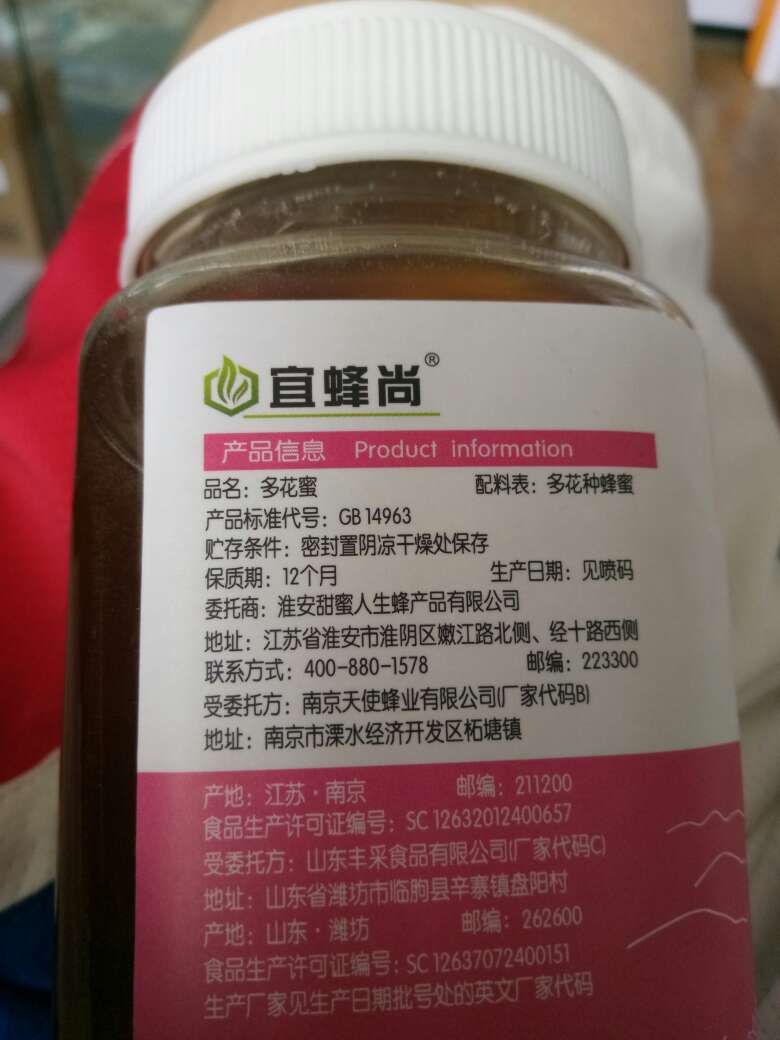 宜蜂尚®
产品信息 Product information
品名：多花蜜 配料表：多花种蜂蜜
产品标准代号：GB 14963
贮存条件：密封置阴凉干燥处保存
保质期：12个月 生产日期：见喷码
委托商：淮安甜蜜人生蜂产品有限公司
地址：江苏省淮安市淮阴区嫩江路北侧、经十路西侧
联系方式：400-880-1578 邮编：223300
受委托方：南京天使蜂业有限公司(厂家代码B)
地址：南京市溧水经济开发区柘塘镇
产地：江苏·南京 邮编：211200
食品生产许可证编号：SC 12632012400657
受委托方：山东丰采食品有限公司(厂家代码C)
地址：山东省潍坊市临朐县辛寨镇盘阳村
产地：山东·潍坊 邮编：262600
食品生产许可证编号：SC 12637072400151
生产厂家见生产日期批号处的英文厂家代码